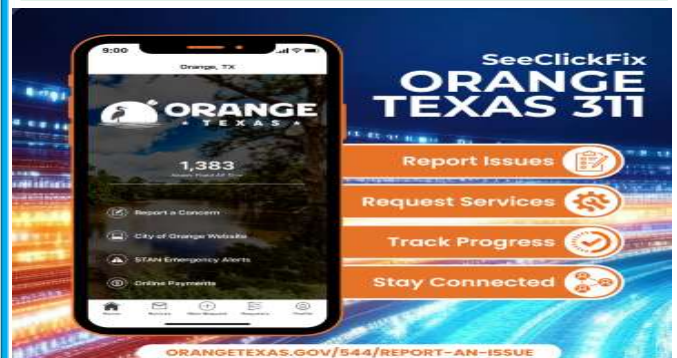 9:00
Orange, TX
ORANGE
TEXAS
1,383
Report a Concern
City of Orange Website
STAN Emergency Alerts
Online Payments
SeeClickFix
ORANGE
TEXAS 311
Report Issues
Request Services
Track Progress
Stay Connected
ORANGETEXAS.GOV/544/REPORT-AN-ISSUE